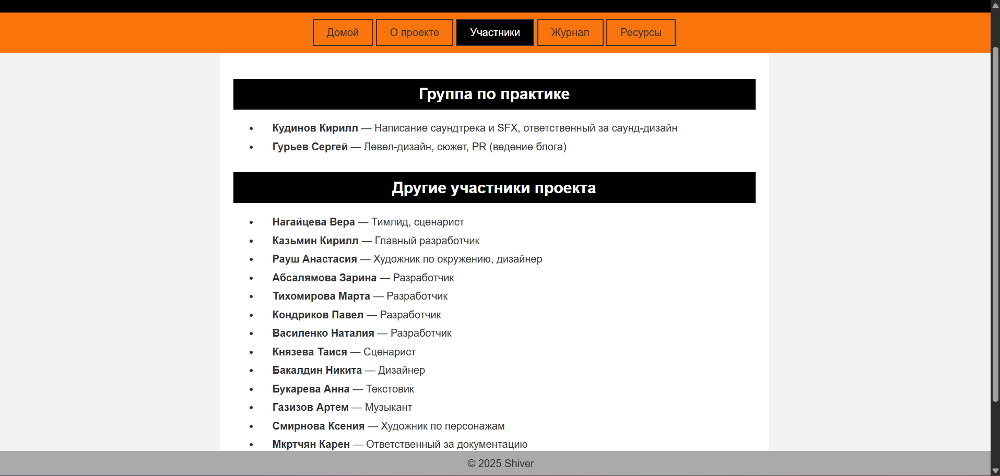 Домой
О проекте
Участники
Журнал
Ресурсы
Группа по практике
• Кудинов Кирилл — Написание саундтрека и SFX, ответственный за саунд-дизайн
• Гурьев Сергей — Левел-дизайн, сюжет, PR (ведение блога)
Другие участники проекта
• Нагайцева Вера — Тимлид, сценарист
• Казьмин Кирилл — Главный разработчик
• Рауш Анастасия — Художник по окружению, дизайнер
• Абсалямова Зарина — Разработчик
• Тихомирова Марта — Разработчик
• Кондриков Павел — Разработчик
• Василенко Наталия — Разработчик
• Князева Таися — Сценарист
• Бакалдин Никита — Дизайнер
• Букарева Анна — Текстовик
• Газизов Артем — Музыкант
• Смирнова Ксения — Художник по персонажам
• Мкртчян Карен — Ответственный за документацию
© 2025 Shiver